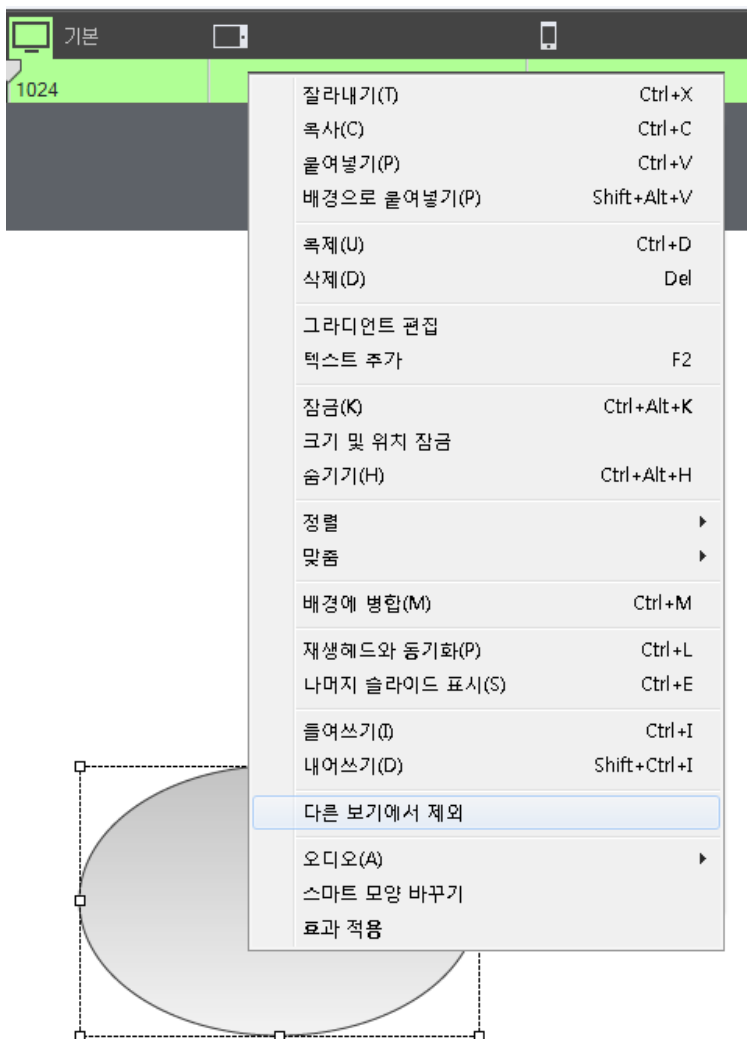 기본
1024
잘라내기(T) Ctrl+X
복사(C) Ctrl+C
붙여넣기(P) Ctrl+V
배경으로 붙여넣기(P) Shift+Alt+V
복제(U) Ctrl+D
삭제(D) Del
그라디언트 편집
텍스트 추가 F2
잠금(K) Ctrl+Alt+K
크기 및 위치 잠금
숨기기(H) Ctrl+Alt+H
정렬
맞춤
배경에 병합(M) Ctrl+M
재생헤드와 동기화(P) Ctrl+L
나머지 슬라이드 표시(S) Ctrl+E
들여쓰기(I) Ctrl+I
내어쓰기(D) Shift+Ctrl+I
다른 보기에서 제외
오디오(A)
스마트 모양 바꾸기
효과 적용